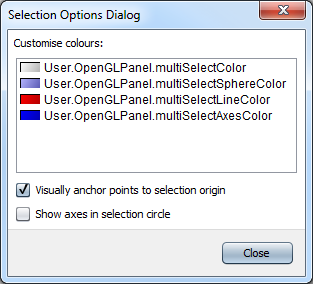 Selection Options Dialog
Customise colours:
User.OpenGLPanel.multiSelectColor
User.OpenGLPanel.multiSelectSphereColor
User.OpenGLPanel.multiSelectLineColor
User.OpenGLPanel.multiSelectAxesColor
Visually anchor points to selection origin
Show axes in selection circle
Close